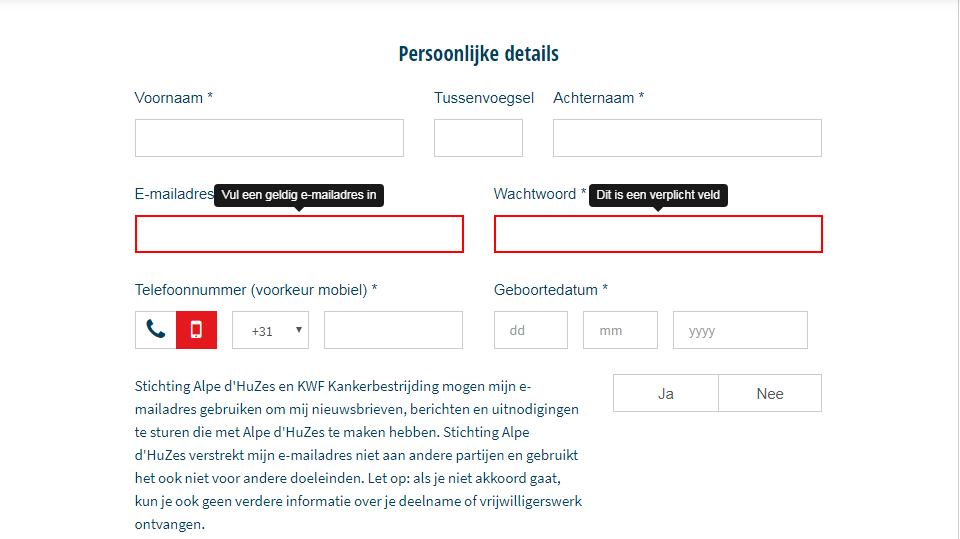 Persoonlijke details
Voornaam * Tussenvoegsel Achternaam *
E-mailadres Vul een geldig e-mailadres in Wachtwoord * Dit is een verplicht veld
Telefoonnummer (voorkeur mobiel) * Geboortedatum *
+31 dd mm yyyy
Stichting Alpe d'HuZes en KWF Kankerbestrijding mogen mijn e-
mailadres gebruiken om mij nieuwsbrieven, berichten en uitnodigingen
te sturen die met Alpe d'HuZes te maken hebben. Stichting Alpe
d'HuZes verstrekt mijn e-mailadres niet aan andere partijen en gebruikt
het ook niet voor andere doeleinden. Let op: als je niet akkoord gaat,
kun je ook geen verdere informatie over je deelname of vrijwilligerswerk
ontvangen.
Ja Nee